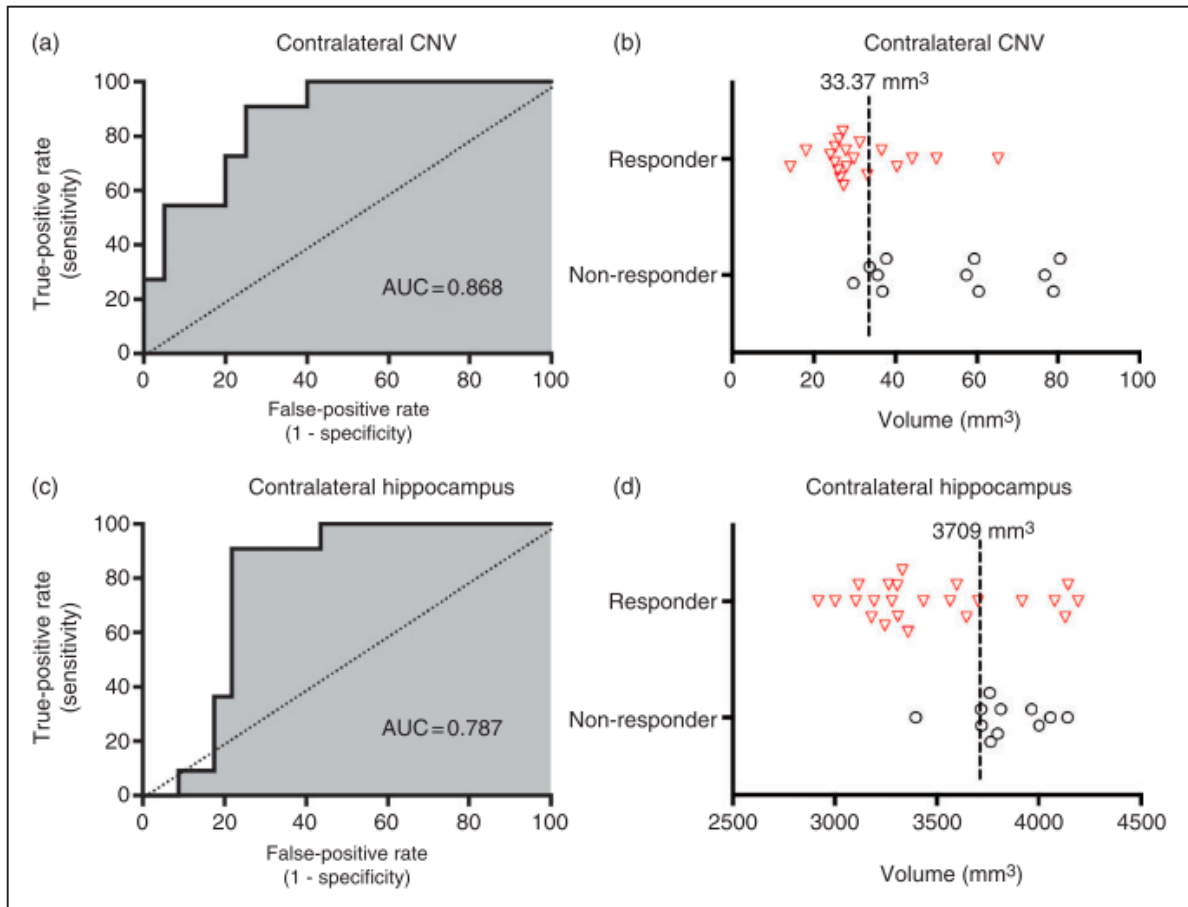 (a) Contralateral CNV
100
80
60
40
20
0
True-positive rate
(sensitivity)
AUC=0.868
0 20 40 60 80 100
False-positive rate
(1 - specificity)
(b) Contralateral CNV
33.37 mm³
Responder
Non-responder
0 20 40 60 80 100
Volume (mm³)
(c) Contralateral hippocampus
100
80
60
40
20
0
True-positive rate
(sensitivity)
AUC=0.787
0 20 40 60 80 100
False-positive rate
(1 - specificity)
(d) Contralateral hippocampus
3709 mm³
Responder
Non-responder
2500 3000 3500 4000 4500
Volume (mm³)